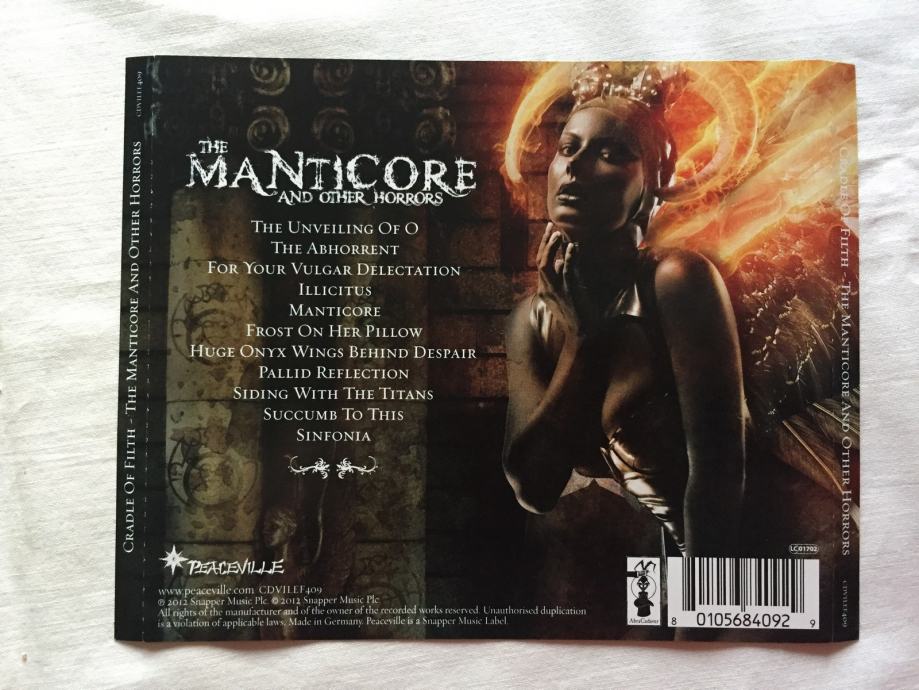 CDVILEF409
CRADLE OF FILTH - THE MANTICORE AND OTHER HORRORS
THE
MANTICORE
AND OTHER HORRORS
THE UNVEILING OF O
THE ABHORRENT
FOR YOUR VULGAR DELECTATION
ILLICITUS
MANTICORE
FROST ON HER PILLOW
HUGE ONYX WINGS BEHIND DESPAIR
PALLID REFLECTION
SIDING WITH THE TITANS
SUCCUMB TO THIS
SINFONIA
PEACEVILLE
www.peaceville.com CDVILEF409
℗ 2012 Snapper Music Plc. © 2012 Snapper Music Plc
All rights of the manufacturer and of the owner of the recorded works reserved. Unauthorised duplication
is a violation of applicable laws. Made in Germany. Peaceville is a Snapper Music Label.
AbraCadaver
LC 01702
8 0105684092 9
CRADLE OF FILTH - THE MANTICORE AND OTHER HORRORS
CDVILEF409